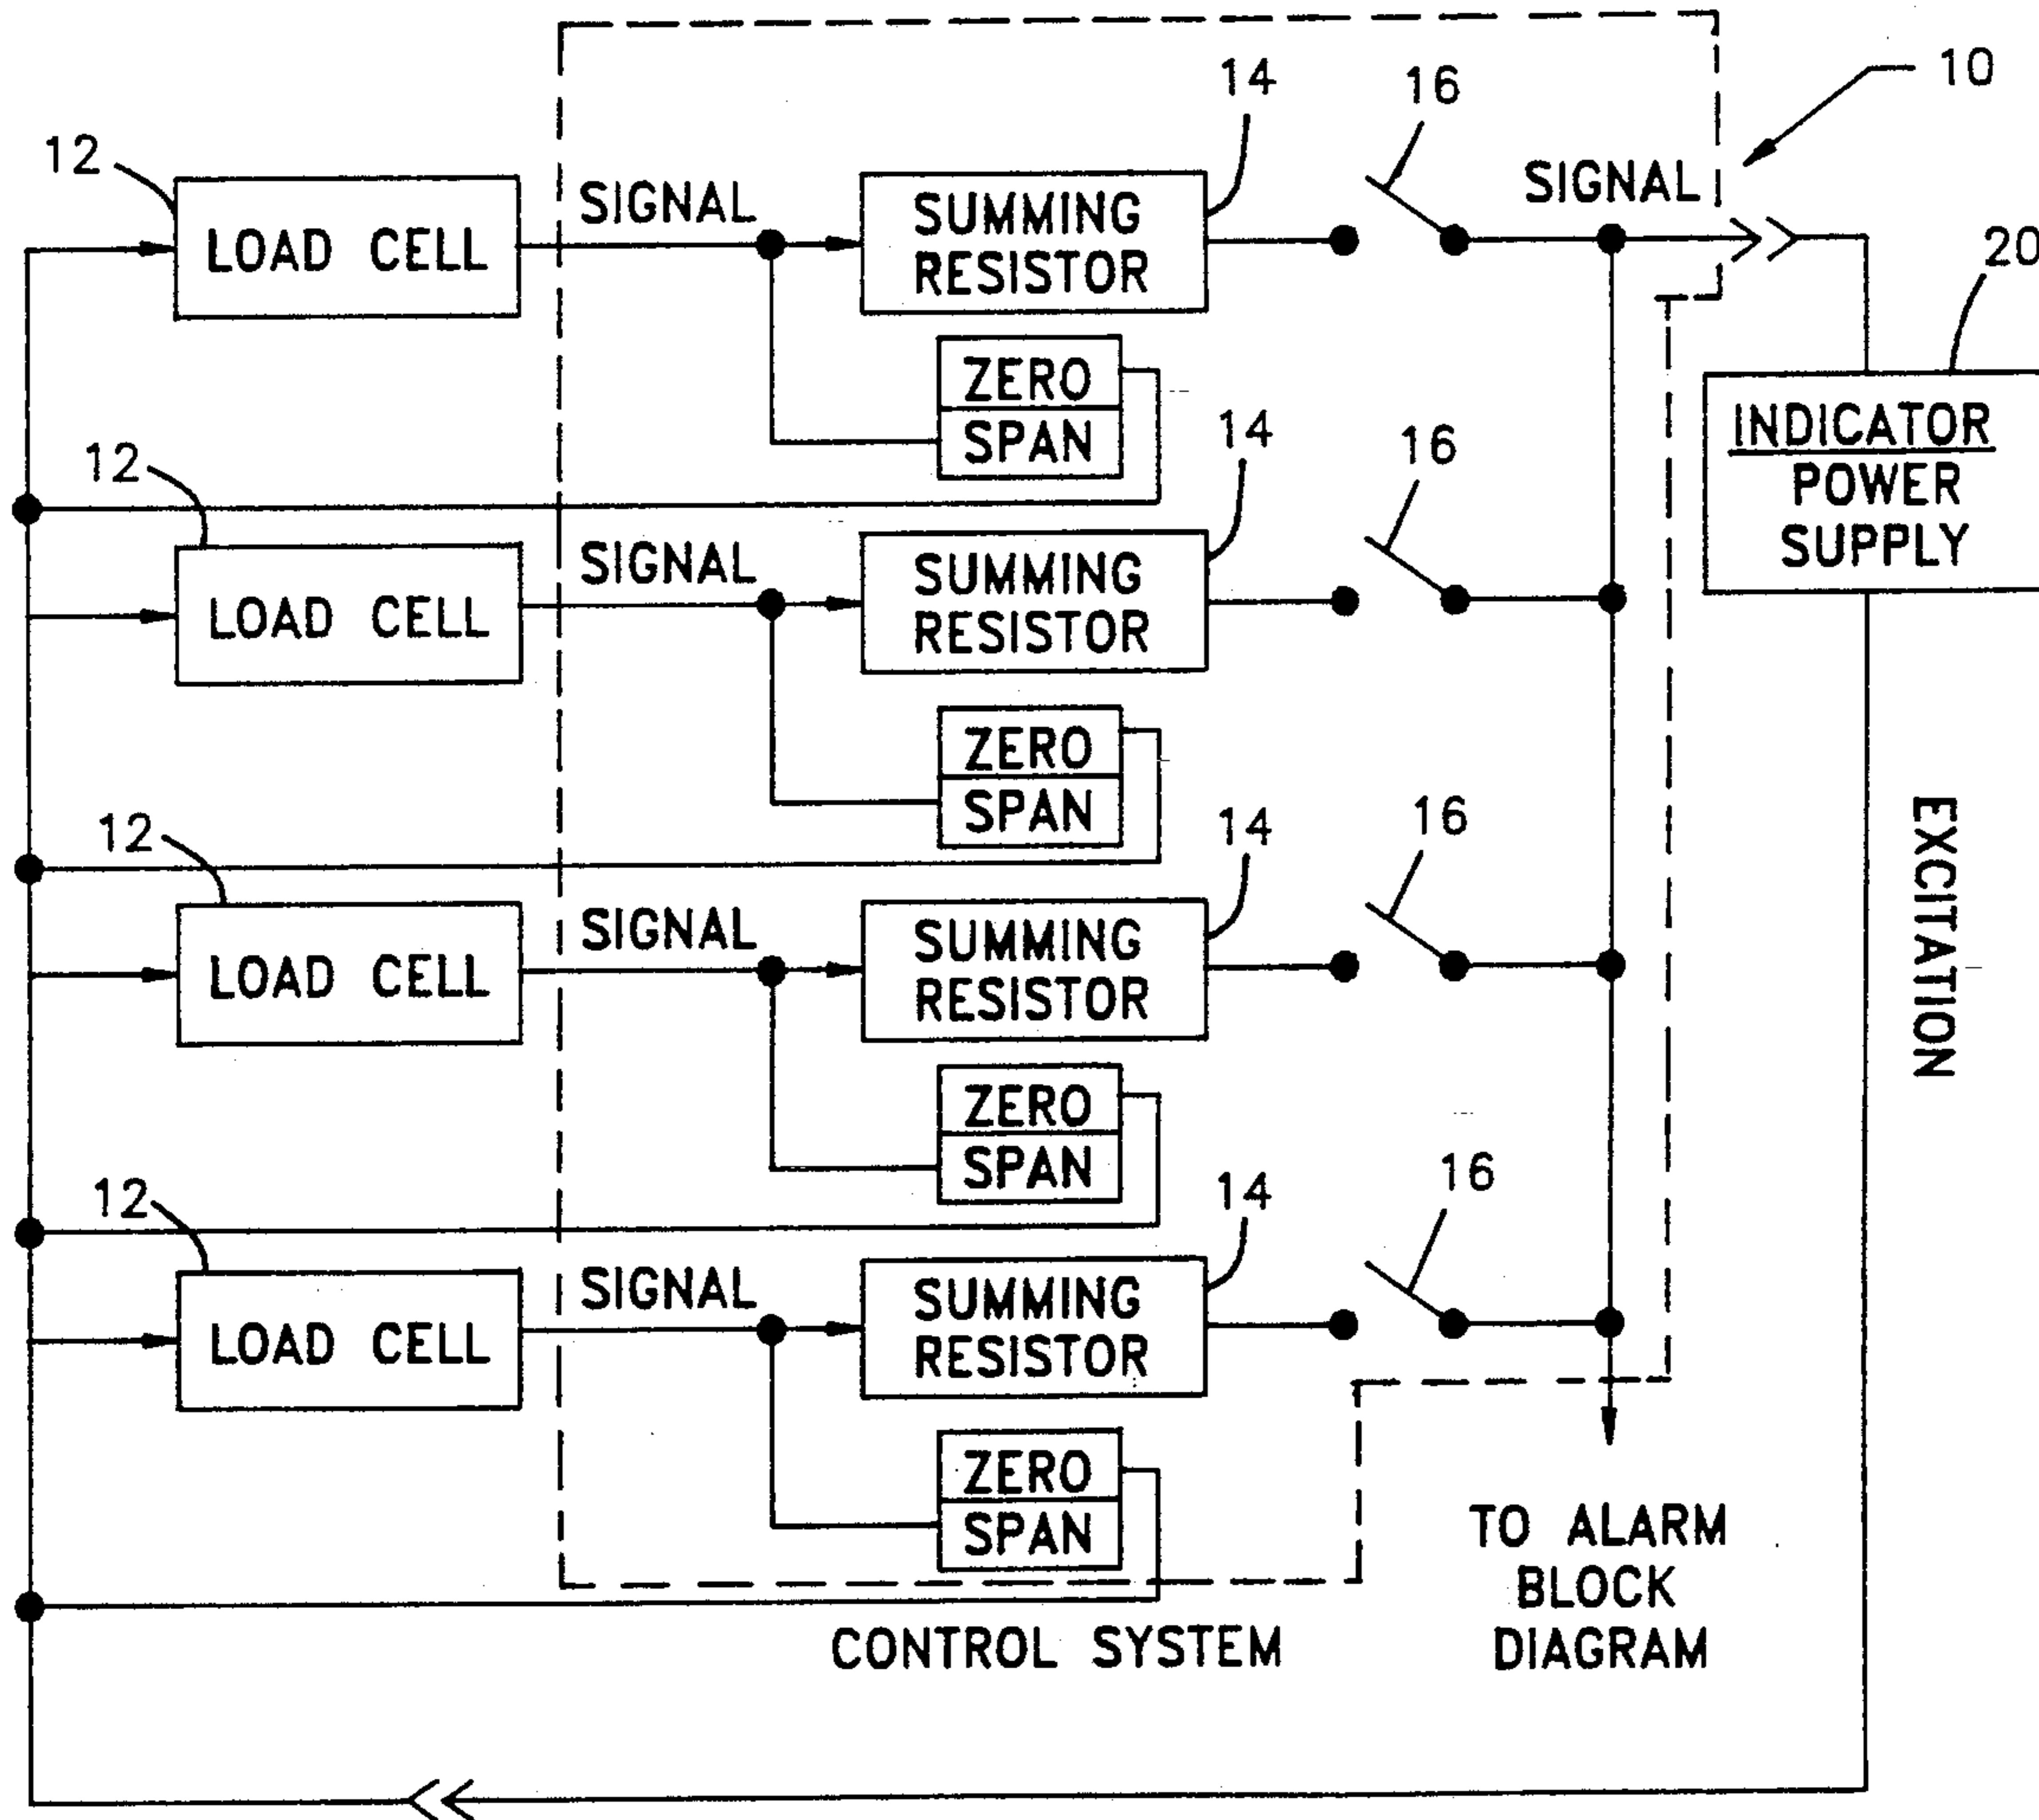 10
14
16
12
SIGNAL
SIGNAL
LOAD CELL
SUMMING
RESISTOR
20
ZERO
SPAN
INDICATOR
POWER
SUPPLY
12
14
16
SIGNAL
LOAD CELL
SUMMING
RESISTOR
ZERO
SPAN
EXCITATION
12
14
16
SIGNAL
LOAD CELL
SUMMING
RESISTOR
ZERO
SPAN
12
14
16
SIGNAL
LOAD CELL
SUMMING
RESISTOR
ZERO
SPAN
TO ALARM
BLOCK
DIAGRAM
CONTROL SYSTEM